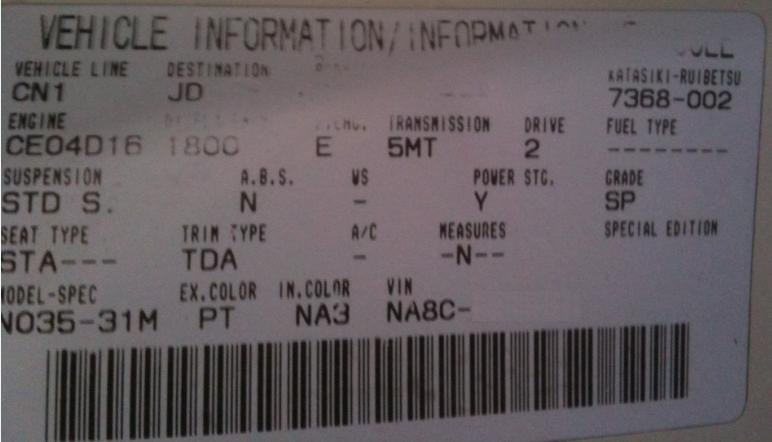 VEHICLE INFORMATION/INFORMAT
VEHICLE LINE DESTINATION KATASIKI-RUIBETSU
CN1 JD 7368-002
ENGINE TRANSMISSION DRIVE FUEL TYPE
CE04D16 1800 E 5MT 2 --------
SUSPENSION A.B.S. WS POWER STG. GRADE
STD S. N - Y SP
SEAT TYPE TRIM TYPE A/C MEASURES SPECIAL EDITION
STA--- TDA - -N--
MODEL-SPEC EX.COLOR IN.COLOR VIN
NO35-31M PT NA3 NA8C-